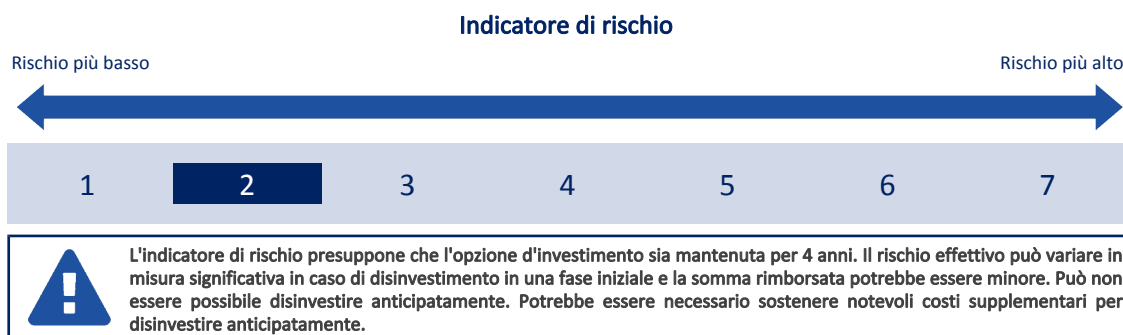 Indicatore di rischio
Rischio più basso
Rischio più alto
1 2 3 4 5 6 7
L'indicatore di rischio presuppone che l'opzione d'investimento sia mantenuta per 4 anni. Il rischio effettivo può variare in
misura significativa in caso di disinvestimento in una fase iniziale e la somma rimborsata potrebbe essere minore. Può non
essere possibile disinvestire anticipatamente. Potrebbe essere necessario sostenere notevoli costi supplementari per
disinvestire anticipatamente.